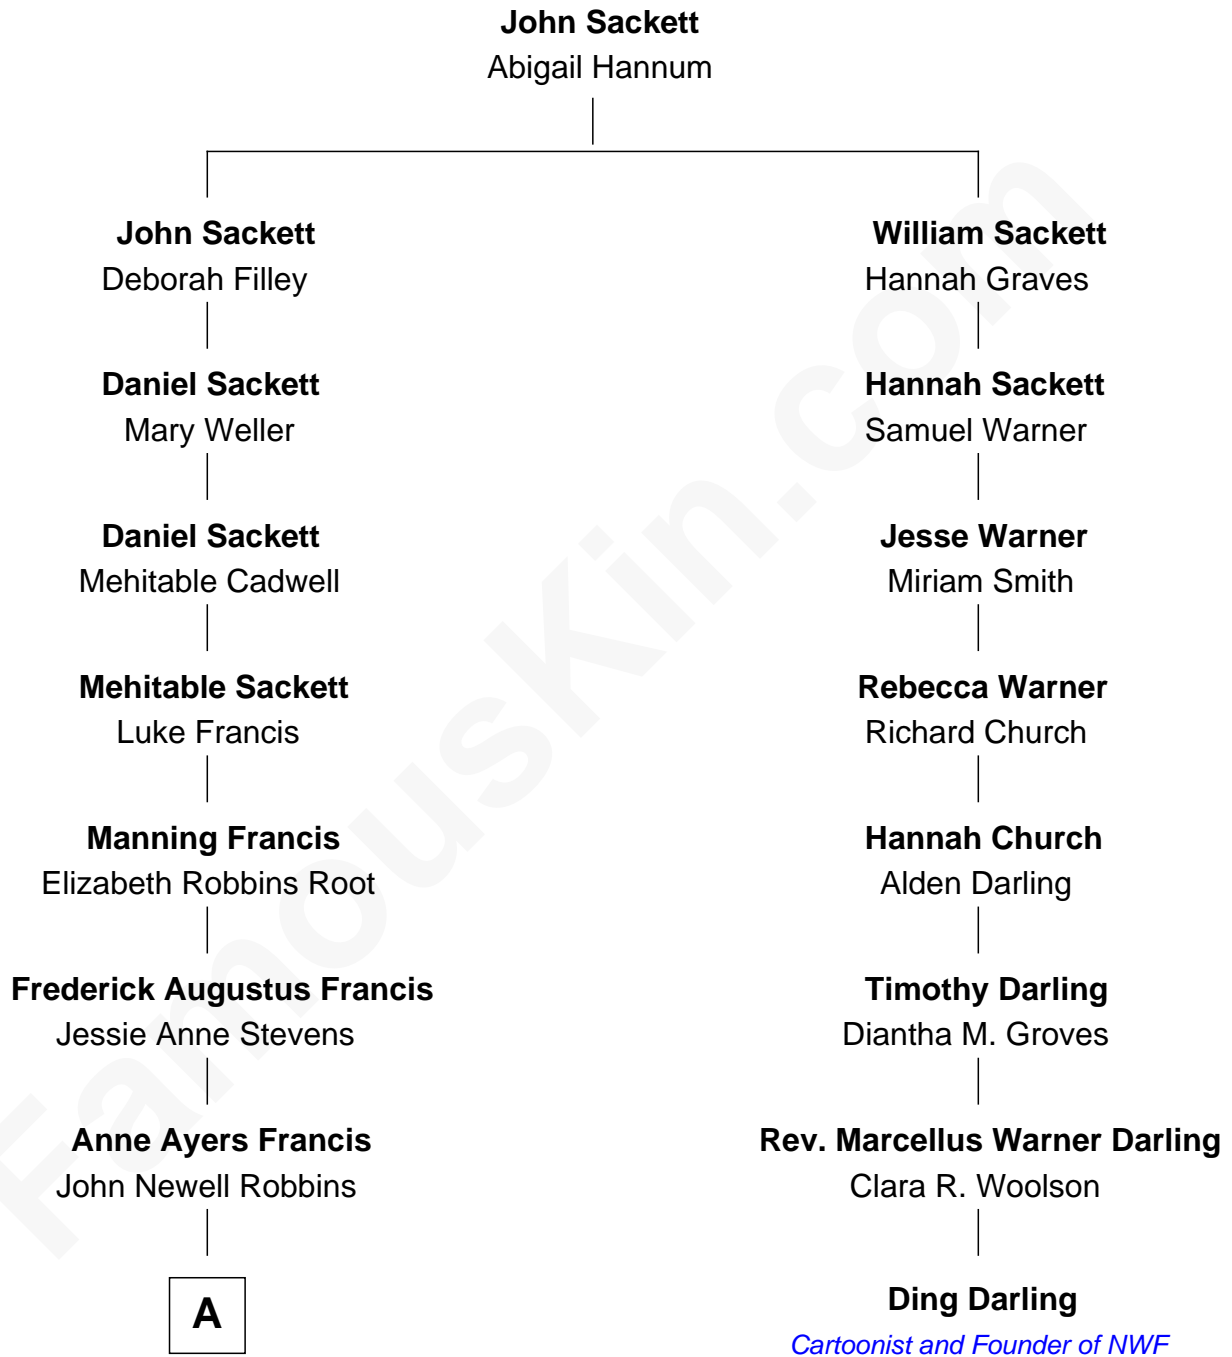 John Sackett
Abigail Hannum
John Sackett
Deborah Filley
William Sackett
Hannah Graves
Daniel Sackett
Mary Weller
Hannah Sackett
Samuel Warner
Daniel Sackett
Mehitable Cadwell
Jesse Warner
Miriam Smith
Mehitable Sackett
Luke Francis
Rebecca Warner
Richard Church
Manning Francis
Elizabeth Robbins Root
Hannah Church
Alden Darling
Frederick Augustus Francis
Jessie Anne Stevens
Timothy Darling
Diantha M. Groves
Anne Ayers Francis
John Newell Robbins
Rev. Marcellus Warner Darling
Clara R. Woolson
A
Ding Darling
Cartoonist and Founder of NWF
FamousKin.com